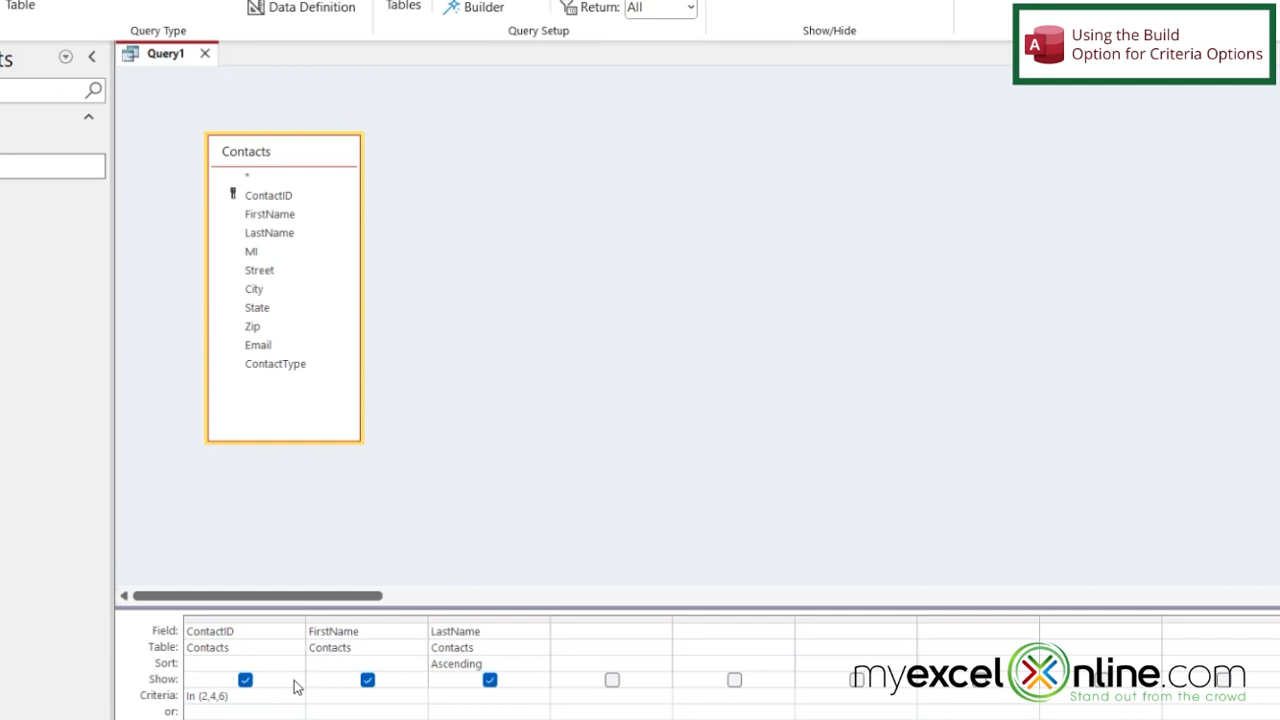 Table
Data Definition
Tables
Builder
Return: All
Query Type
Query Setup
Show/Hide
A
Using the Build
Option for Criteria Options
ts
Query1
Contacts
*
ContactID
FirstName
LastName
MI
Street
City
State
Zip
Email
ContactType
Field: ContactID FirstName LastName
Table: Contacts Contacts Contacts
Sort: Ascending
Show:
Criteria: In (2,4,6)
or:
myexcelonline.com
Stand out from the crowd